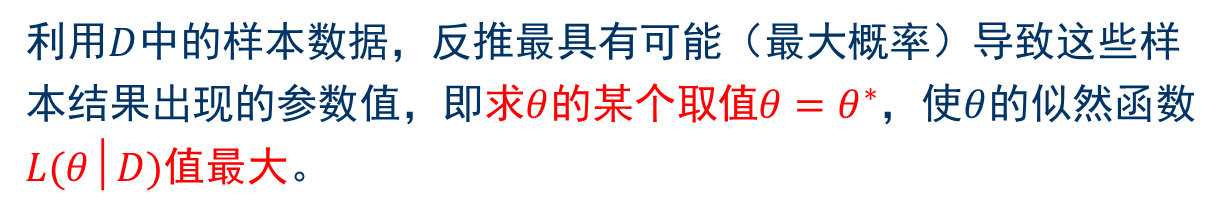 利用D中的样本数据，反推最具有可能（最大概率）导致这些样
本结果出现的参数值，即求θ的某个取值θ = θ*，使θ的似然函数
L(θ|D)值最大。